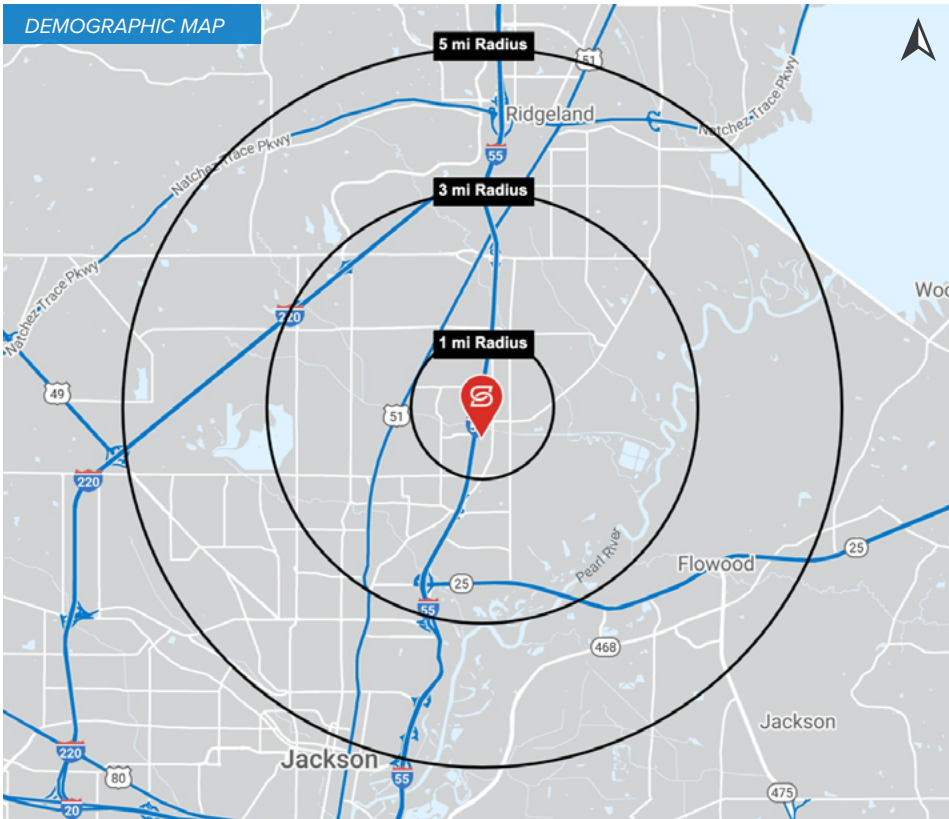 DEMOGRAPHIC MAP
5 mi Radius
51
Ridgeland
Natchez Trace Pkwy
Natchez Trace Pkwy
55
3 mi Radius
Natchez Trace Pkwy
220
1 mi Radius
49
51
S
220
Pearl River
Flowood
25
25
55
468
Jackson
Jackson
220
80
55
20
475